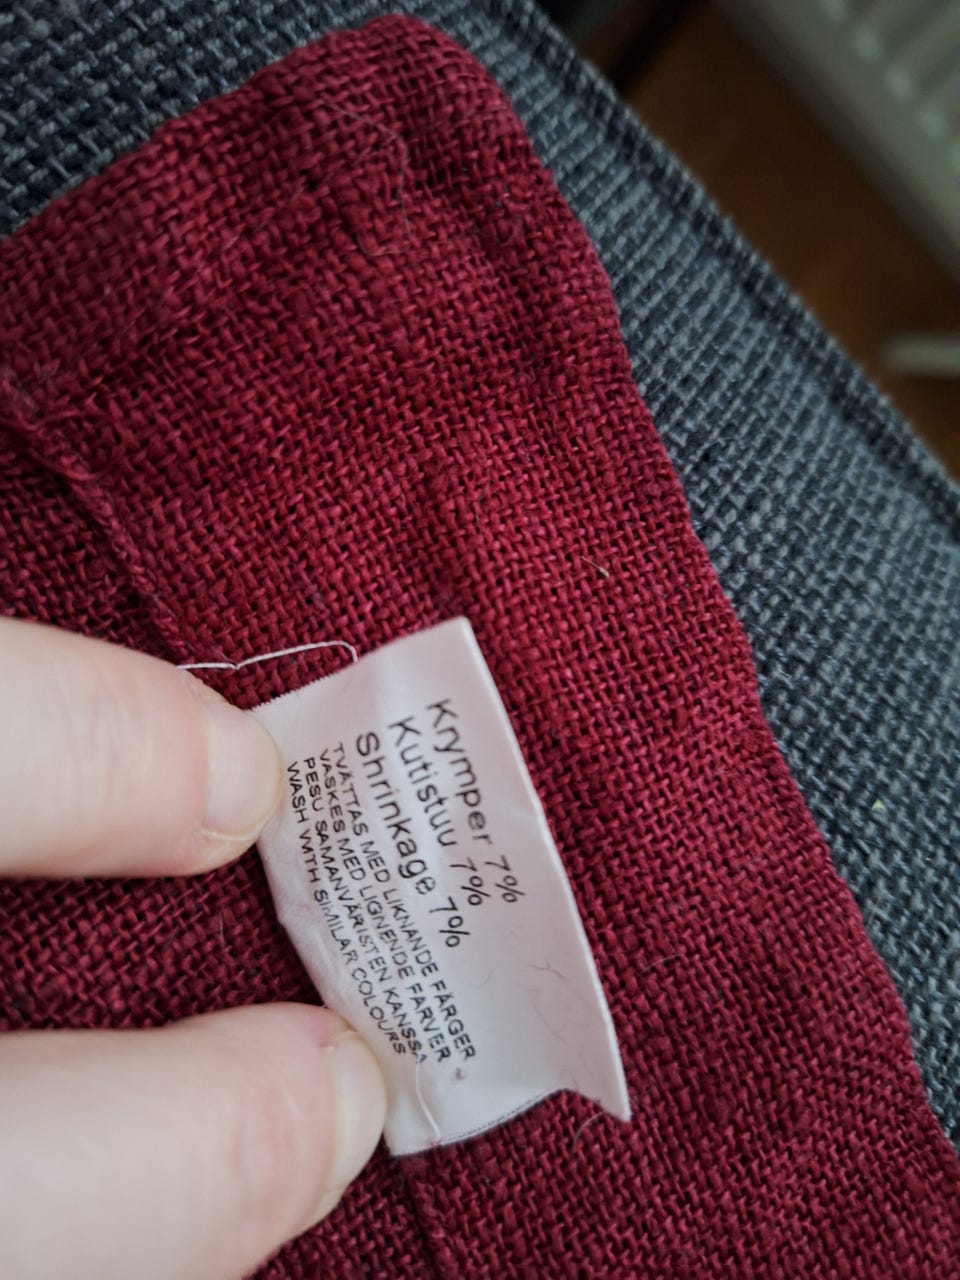 Krymper 7%
Kutistuu 7%
Shrinkage 7%
TVÄTTAS MED LIKNANDE FÄRGER
VASKES MED LIGNENDE FARVER
PESU SAMANVÄRISTEN KANSSA
WASH WITH SIMILAR COLOURS